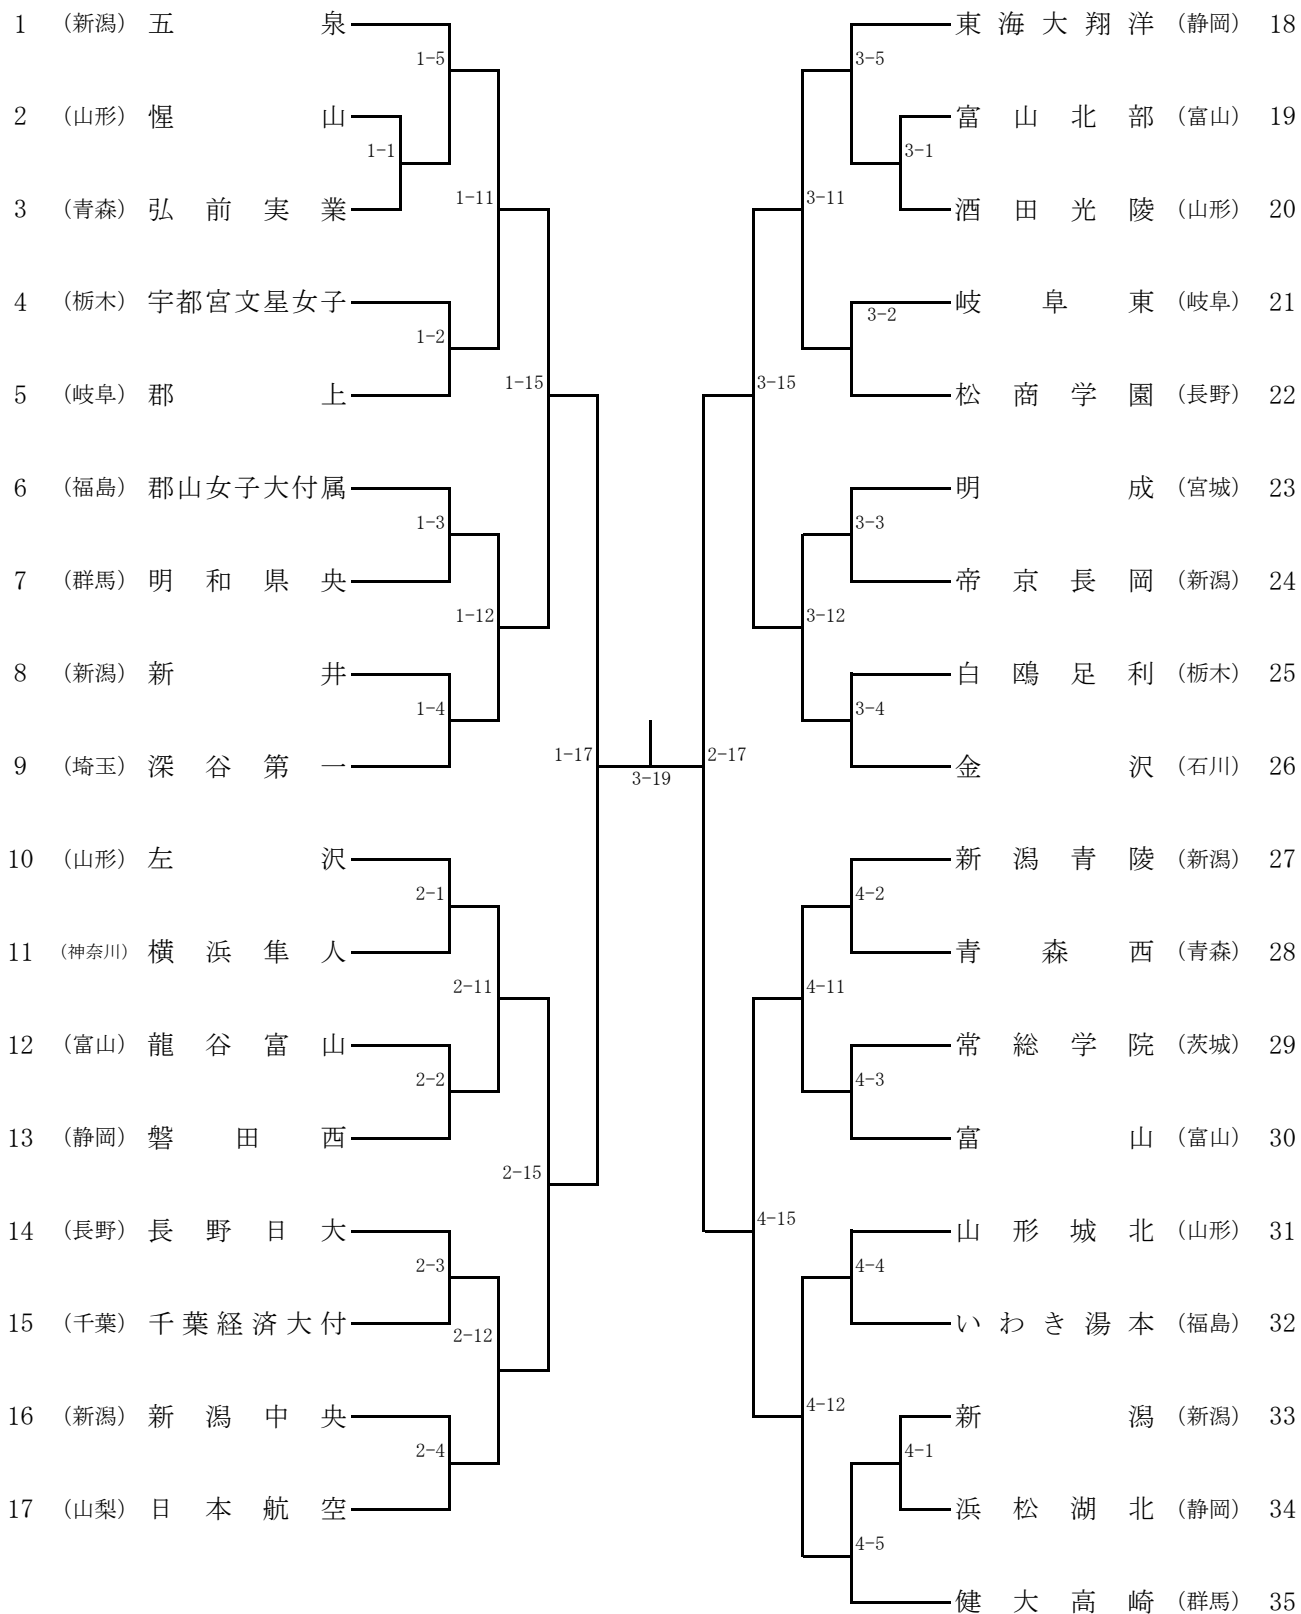 1 (新潟) 五泉
2 (山形) 惺山
3 (青森) 弘前実業
4 (栃木) 宇都宮文星女子
5 (岐阜) 郡上
6 (福島) 郡山女子大付属
7 (群馬) 明和県央
8 (新潟) 新井
9 (埼玉) 深谷第一
10 (山形) 左沢
11 (神奈川) 横浜隼人
12 (富山) 龍谷富山
13 (静岡) 磐田西
14 (長野) 長野日大
15 (千葉) 千葉経済大付
16 (新潟) 新潟中央
17 (山梨) 日本航空
1-5
1-1
1-11
1-2
1-15
1-3
1-12
1-4
1-17
2-1
2-11
2-2
2-15
2-3
2-12
2-4
3-19
2-17
3-5
3-1
3-11
3-2
3-15
3-3
3-12
3-4
4-2
4-11
4-3
4-15
4-4
4-12
4-1
4-5
東海大翔洋 (静岡) 18
富山北部 (富山) 19
酒田光陵 (山形) 20
岐阜東 (岐阜) 21
松商学園 (長野) 22
明成 (宮城) 23
帝京長岡 (新潟) 24
白鴎足利 (栃木) 25
金沢 (石川) 26
新潟青陵 (新潟) 27
青森西 (青森) 28
常総学院 (茨城) 29
富山 (富山) 30
山形城北 (山形) 31
いわき湯本 (福島) 32
新潟 (新潟) 33
浜松湖北 (静岡) 34
健大高崎 (群馬) 35